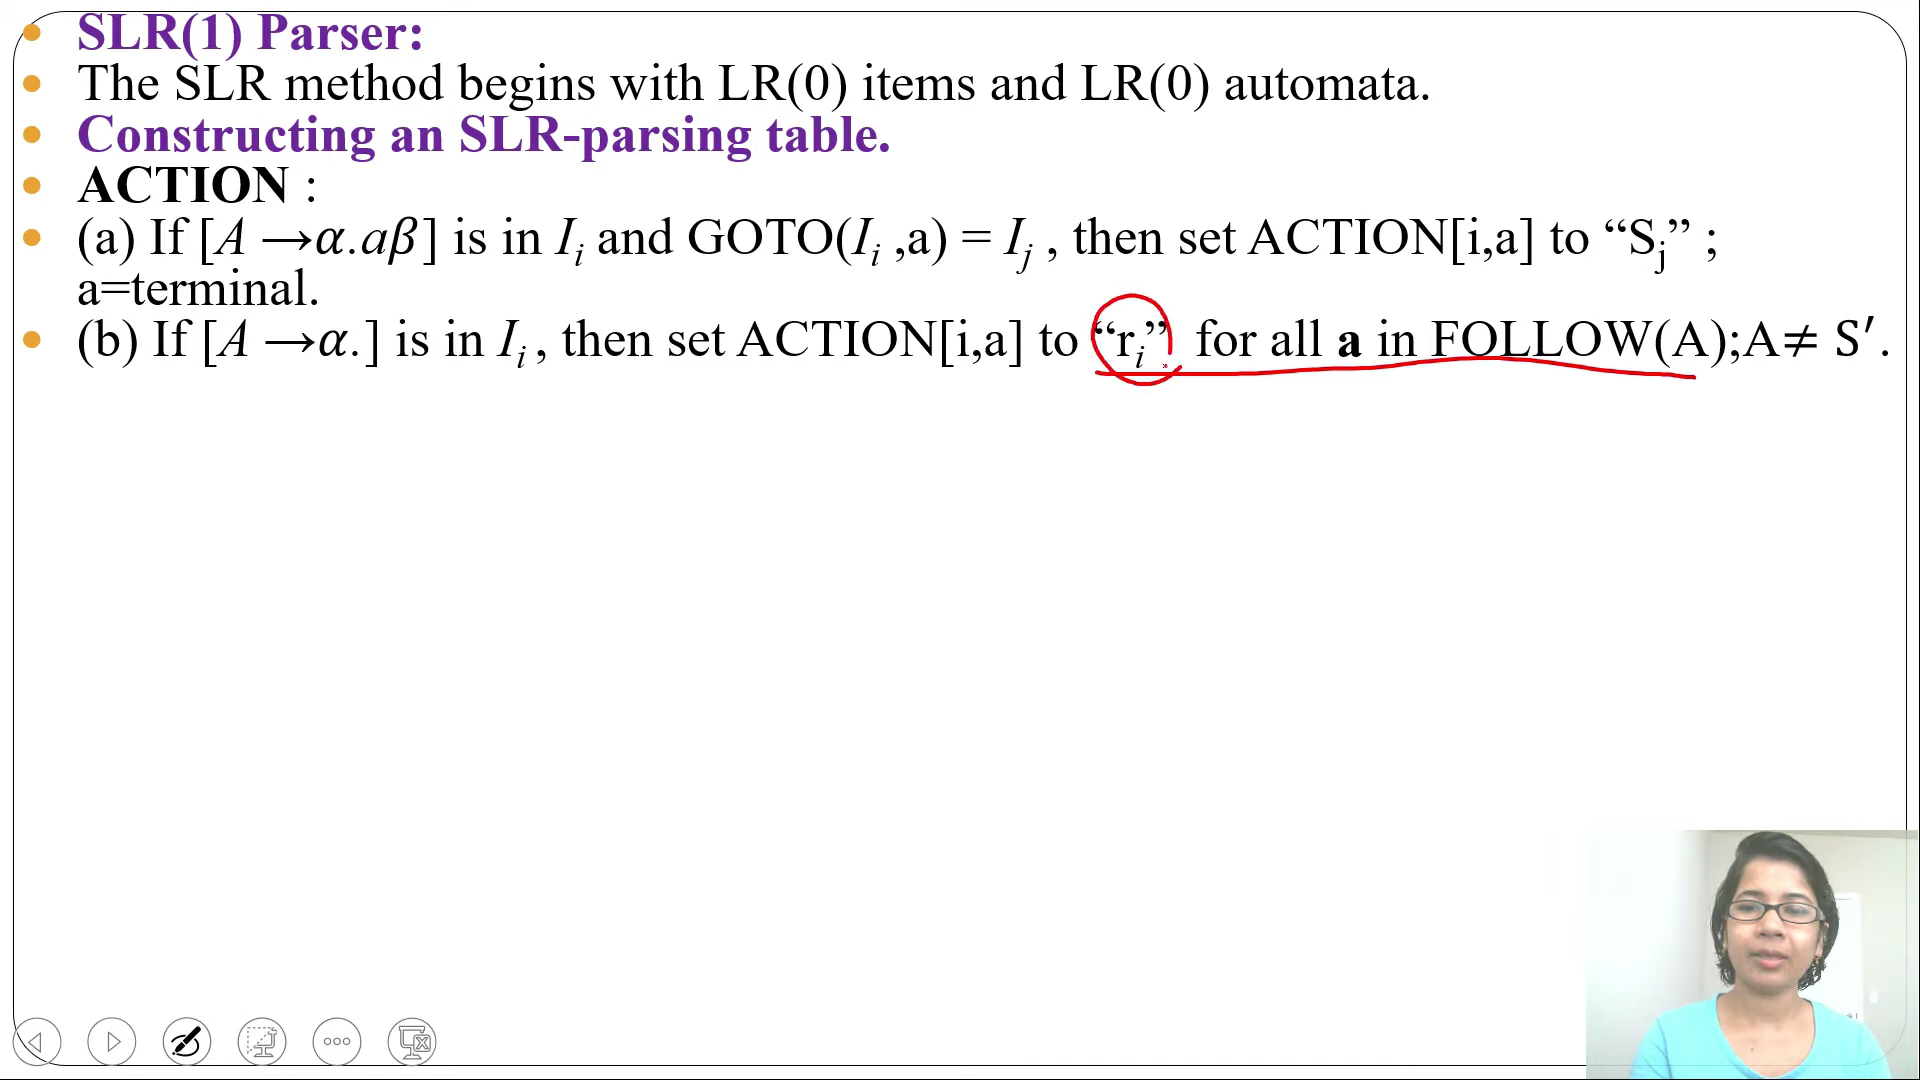 SLR(1) Parser:
The SLR method begins with LR(0) items and LR(0) automata.
Constructing an SLR-parsing table.
ACTION :
(a) If [A →α.aβ] is in Iᵢ and GOTO(Iᵢ ,a) = Iⱼ , then set ACTION[i,a] to “Sⱼ” ;
a=terminal.
(b) If [A →α.] is in Iᵢ , then set ACTION[i,a] to “rᵢ” for all a in FOLLOW(A);A≠ S′.